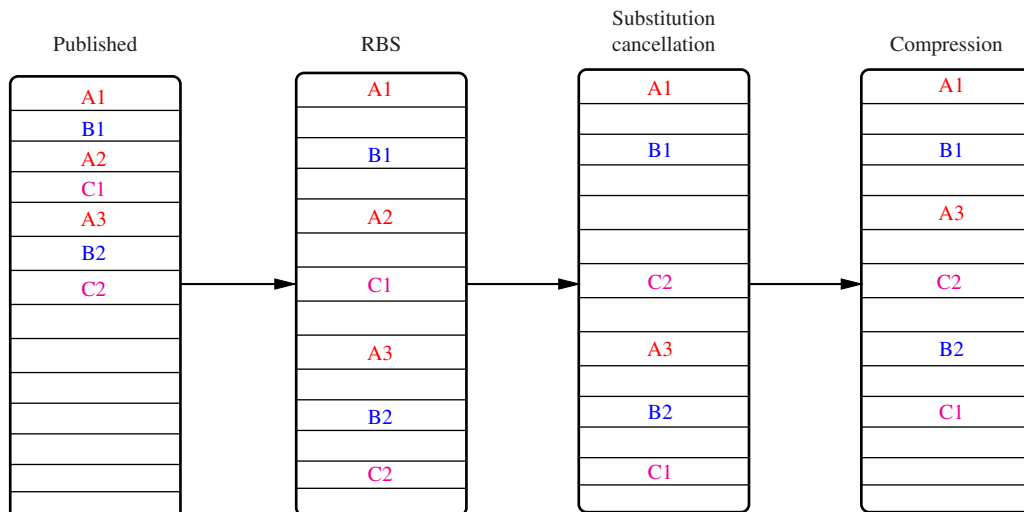 Published
A1
B1
A2
C1
A3
B2
C2
RBS
A1
B1
A2
C1
A3
B2
C2
Substitution
cancellation
A1
B1
C2
A3
B2
C1
Compression
A1
B1
A3
C2
B2
C1